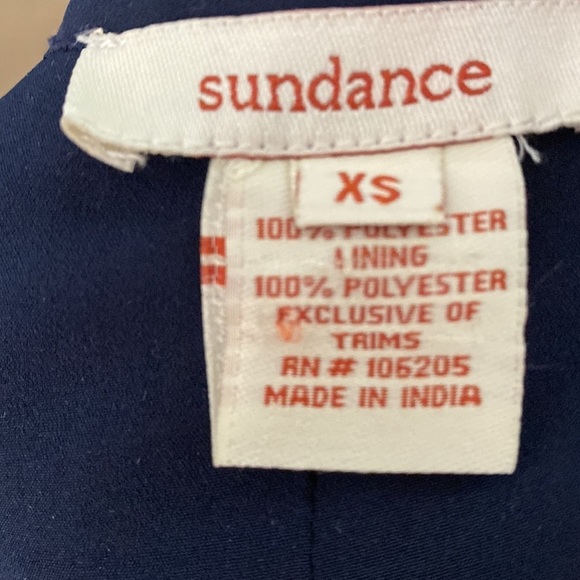 sundance
XS
100% POLYESTER
LINING
100% POLYESTER
EXCLUSIVE OF
TRIMS
RN # 106205
MADE IN INDIA